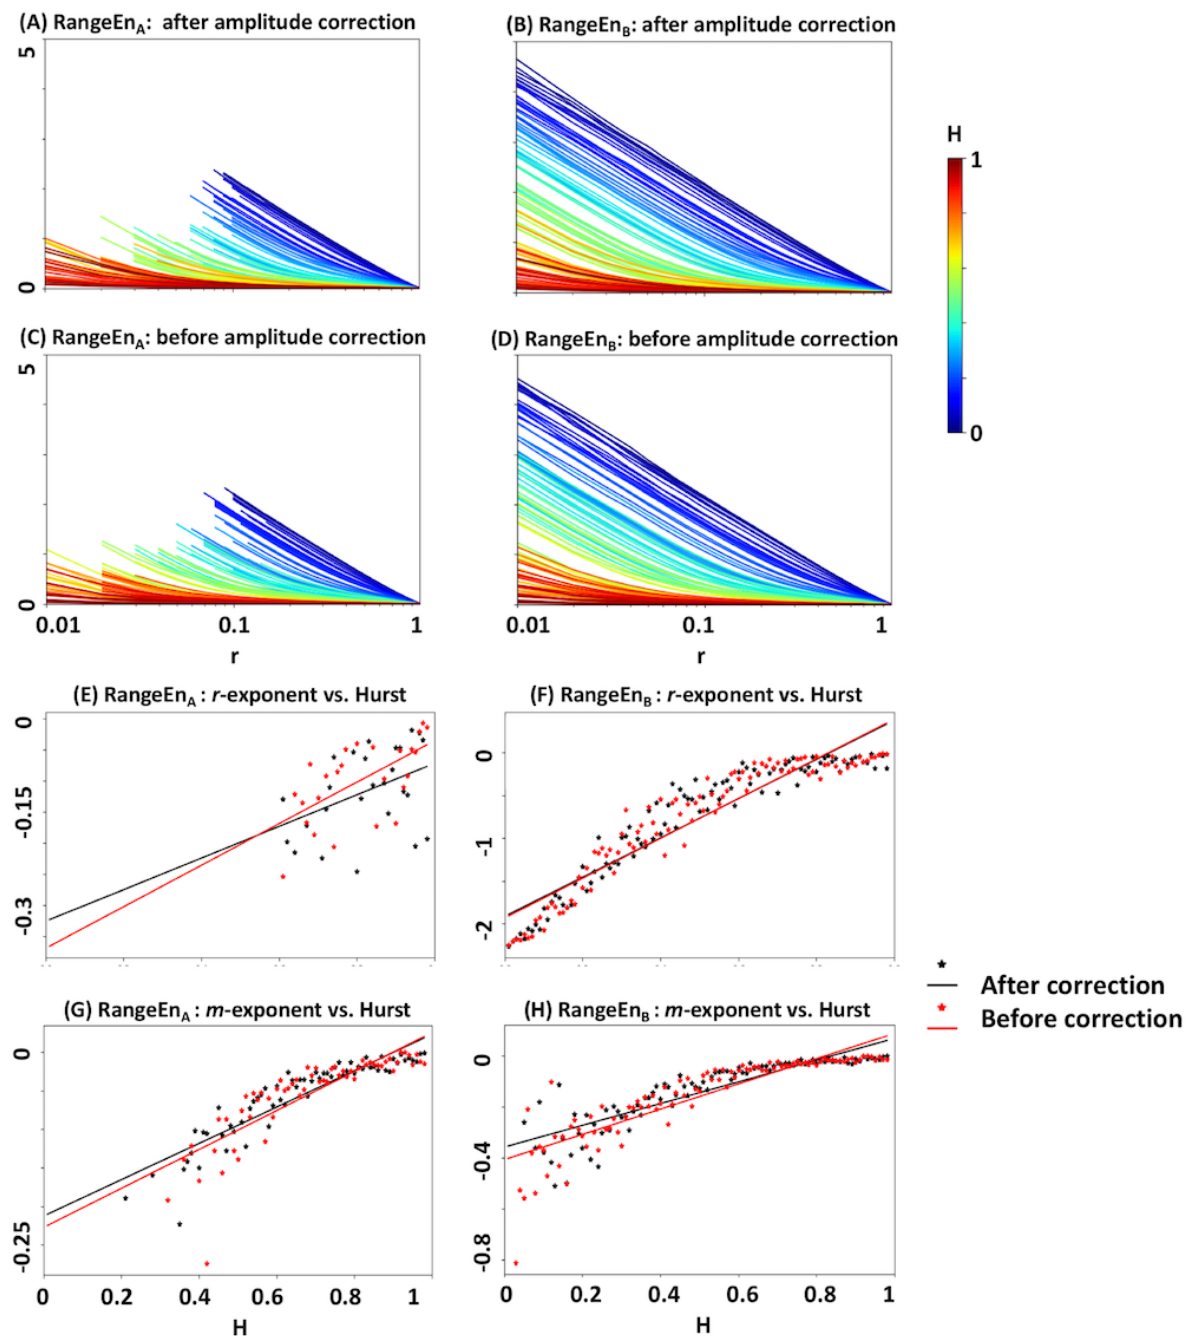 (A) RangeEnA: after amplitude correction
(B) RangeEnB: after amplitude correction
5
0
H
1
0
(C) RangeEnA: before amplitude correction
(D) RangeEnB: before amplitude correction
5
0
0.01 0.1 1
r
0.01 0.1 1
r
(E) RangeEnA : r-exponent vs. Hurst
(F) RangeEnB : r-exponent vs. Hurst
0
-0.15
-0.3
0
-1
-2
After correction
Before correction
(G) RangeEnA : m-exponent vs. Hurst
(H) RangeEnB : m-exponent vs. Hurst
0
-0.25
0 0.2 0.4 0.6 0.8 1
H
0
-0.4
-0.8
0 0.2 0.4 0.6 0.8 1
H